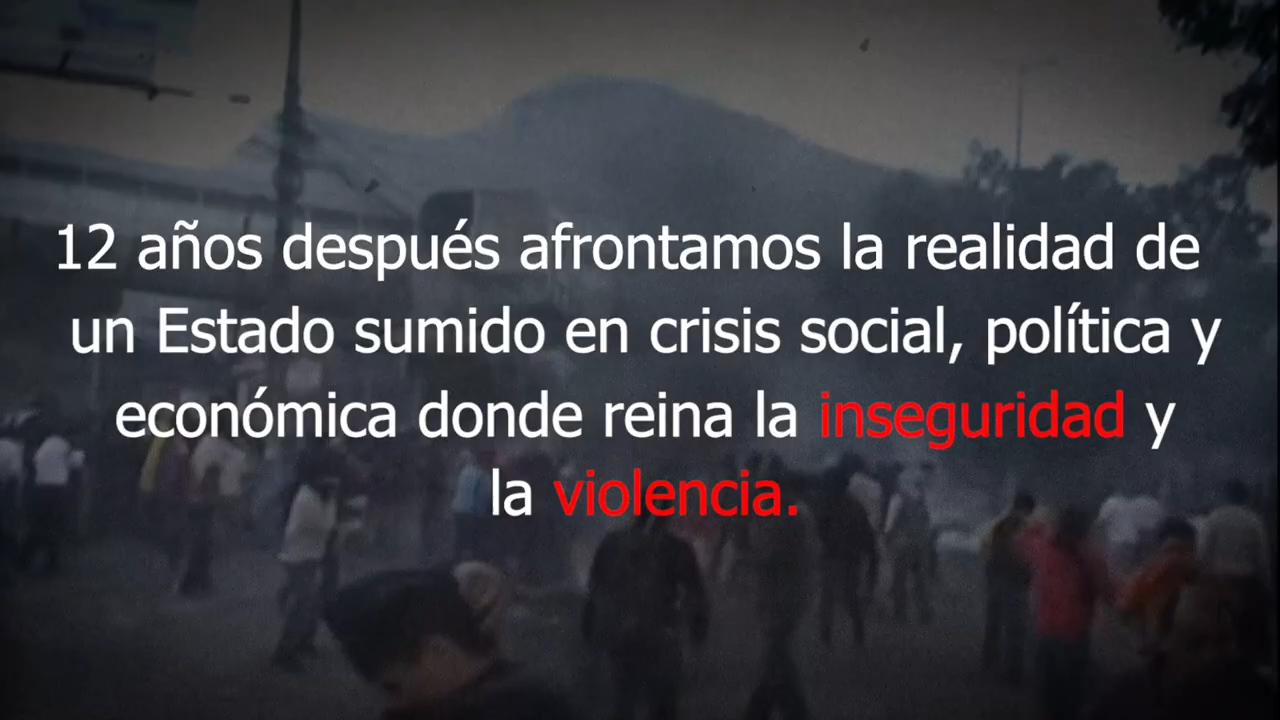 12 años después afrontamos la realidad de
un Estado sumido en crisis social, política y
económica donde reina la inseguridad y
la violencia.